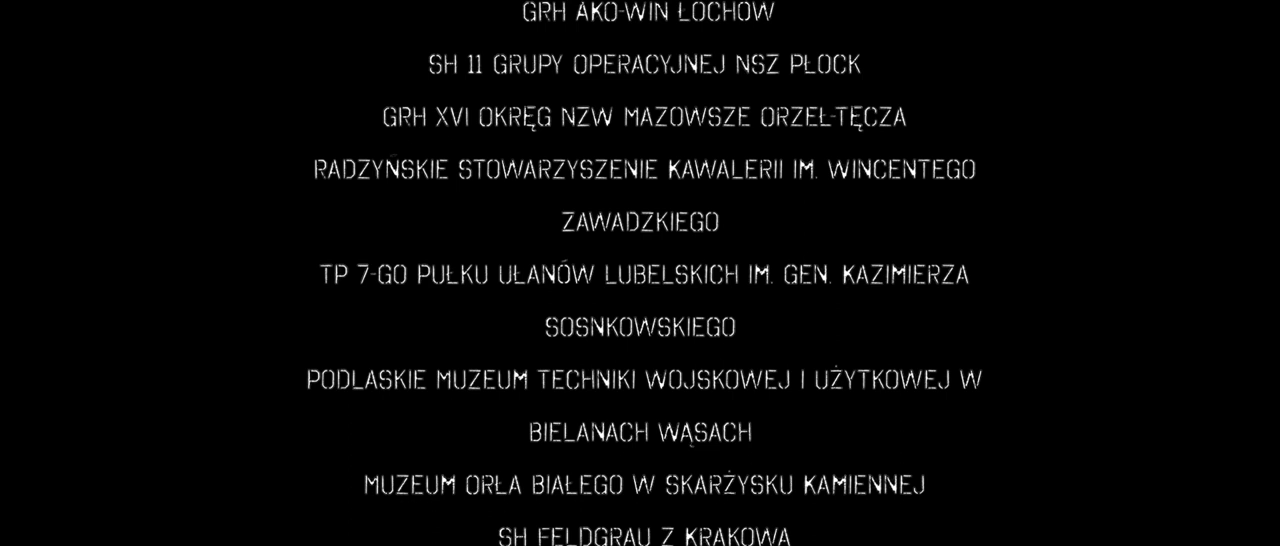 GRH AKO-WIN ŁOCHÓW
SH 11 GRUPY OPERACYJNEJ NSZ PŁOCK
GRH XVI OKRĘG NZW MAZOWSZE ORZEŁ-TĘCZA
RADZYŃSKIE STOWARZYSZENIE KAWALERII IM. WINCENTEGO
ZAWADZKIEGO
TP 7-GO PUŁKU UŁANÓW LUBELSKICH IM. GEN. KAZIMIERZA
SOSNKOWSKIEGO
PODLASKIE MUZEUM TECHNIKI WOJSKOWEJ I UŻYTKOWEJ W
BIELANACH WĄSACH
MUZEUM ORŁA BIAŁEGO W SKARŻYSKU KAMIENNEJ
SH FELDGRAU Z KRAKOWA